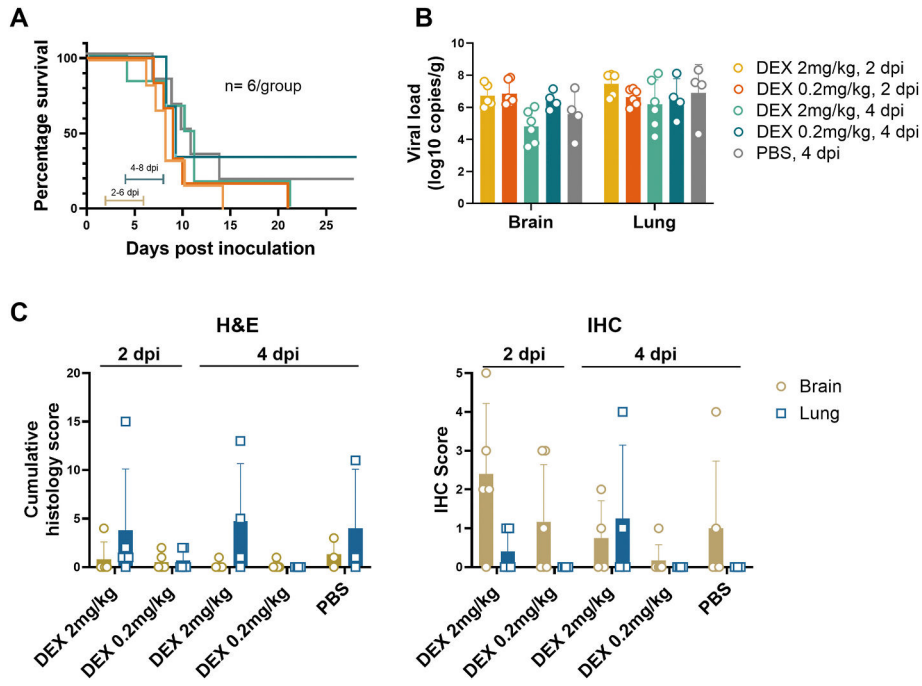 A
Percentage survival
100
50
0
n= 6/group
4-8 dpi
2-6 dpi
0 5 10 15 20 25
Days post inoculation
B
Viral load
(log10 copies/g)
10
8
6
4
2
0
Brain Lung
DEX 2mg/kg, 2 dpi
DEX 0.2mg/kg, 2 dpi
DEX 2mg/kg, 4 dpi
DEX 0.2mg/kg, 4 dpi
PBS, 4 dpi
C
H&E
2 dpi 4 dpi
Cumulative
histology score
20
15
10
5
0
DEX 2mg/kg
DEX 0.2mg/kg
DEX 2mg/kg
DEX 0.2mg/kg
PBS
IHC
2 dpi 4 dpi
IHC Score
5
4
3
2
1
0
DEX 2mg/kg
DEX 0.2mg/kg
DEX 2mg/kg
DEX 0.2mg/kg
PBS
Brain
Lung